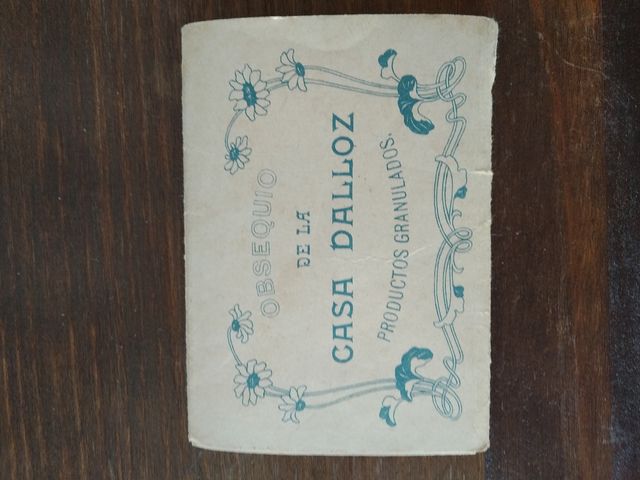 OBSEQUIO
DE LA
CASA DALLOZ
PRODUCTOS GRANULADOS.